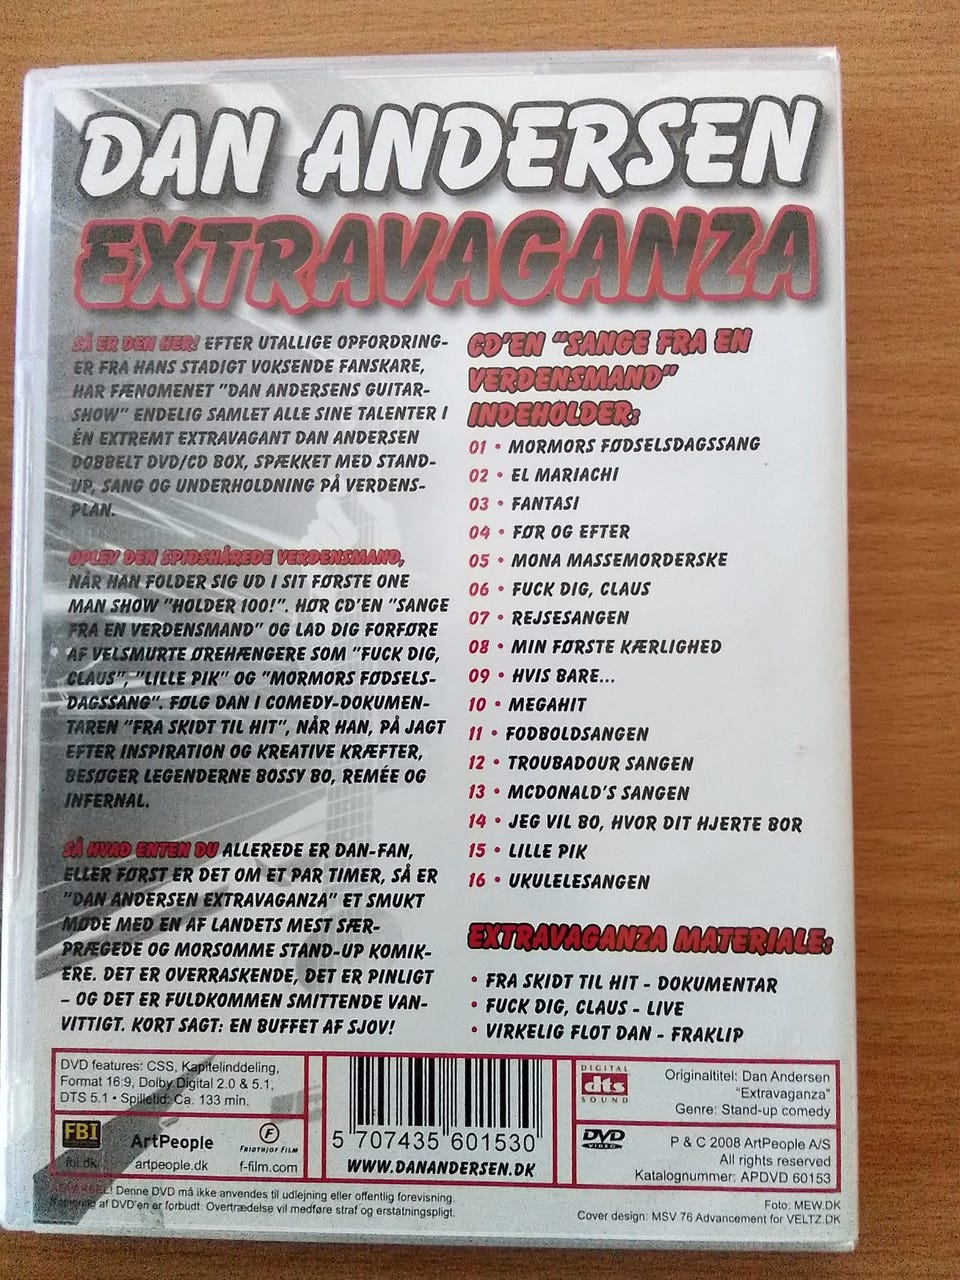 DAN ANDERSEN
EXTRAVAGANZA
SÅ ER DEN HER! EFTER UTALLIGE OPFORDRING-
ER FRA HANS STADIGT VOKSENDE FANSKARE,
HAR FÆNOMENET "DAN ANDERSENS GUITAR-
SHOW" ENDELIG SAMLET ALLE SINE TALENTER I
ÉN EXTREMT EXTRAVAGANT DAN ANDERSEN
DOBBELT DVD/CD BOX, SPÆKKET MED STAND-
UP, SANG OG UNDERHOLDNING PÅ VERDENS-
PLAN.
OPLEV DEN SPIDSHÅREDE VERDENSMAND,
NÅR HAN FOLDER SIG UD I SIT FØRSTE ONE
MAN SHOW "HOLDER 100!". HØR CD'EN "SANGE
FRA EN VERDENSMAND" OG LAD DIG FORFØRE
AF VELSMURTE ØREHÆNGERE SOM "FUCK DIG,
CLAUS", "LILLE PIK" OG "MORMORS FØDSELS-
DAGSSANG". FØLG DAN I COMEDY-DOKUMEN-
TAREN "FRA SKIDT TIL HIT", NÅR HAN, PÅ JAGT
EFTER INSPIRATION OG KREATIVE KRÆFTER,
BESØGER LEGENDERNE BOSSY BO, REMÉE OG
INFERNAL.
SÅ HVAD ENTEN DU ALLEREDE ER DAN-FAN,
ELLER FØRST ER DET OM ET PAR TIMER, SÅ ER
"DAN ANDERSEN EXTRAVAGANZA" ET SMUKT
MØDE MED EN AF LANDETS MEST SÆR-
PRÆGEDE OG MORSOMME STAND-UP KOMIK-
ERE. DET ER OVERRASKENDE, DET ER PINLIGT
– OG DET ER FULDKOMMEN SMITTENDE VAN-
VITTIGT. KORT SAGT: EN BUFFET AF SJOV!
CD'EN "SANGE FRA EN
VERDENSMAND"
INDEHOLDER:
01 • MORMORS FØDSELSDAGSSANG
02 • EL MARIACHI
03 • FANTASI
04 • FØR OG EFTER
05 • MONA MASSEMORDERSKE
06 • FUCK DIG, CLAUS
07 • REJSESANGEN
08 • MIN FØRSTE KÆRLIGHED
09 • HVIS BARE...
10 • MEGAHIT
11 • FODBOLDSANGEN
12 • TROUBADOUR SANGEN
13 • MCDONALD'S SANGEN
14 • JEG VIL BO, HVOR DIT HJERTE BOR
15 • LILLE PIK
16 • UKULELESANGEN
EXTRAVAGANZA MATERIALE:
• FRA SKIDT TIL HIT - DOKUMENTAR
• FUCK DIG, CLAUS - LIVE
• VIRKELIG FLOT DAN - FRAKLIP
DVD features: CSS, Kapitelinddeling,
Format 16:9, Dolby Digital 2.0 & 5.1,
DTS 5.1 • Spilletid: Ca. 133 min.
FBI
fbi.dk
ArtPeople
artpeople.dk
F
FRIDTHJOF FILM
f-film.com
5 707435 601530
WWW.DANANDERSEN.DK
DIGITAL
dts
SOUND
Originaltitel: Dan Andersen
"Extravaganza"
Genre: Stand-up comedy
DVD
VIDEO
P & C 2008 ArtPeople A/S
All rights reserved
Katalognummer: APDVD 60153
ADVARSEL! Denne DVD må ikke anvendes til udlejning eller offentlig forevisning.
Kopiering af DVD'en er forbudt. Overtrædelse vil medføre straf og erstatningspligt.
Foto: MEW.DK
Cover design: MSV 76 Advancement for VELTZ.DK